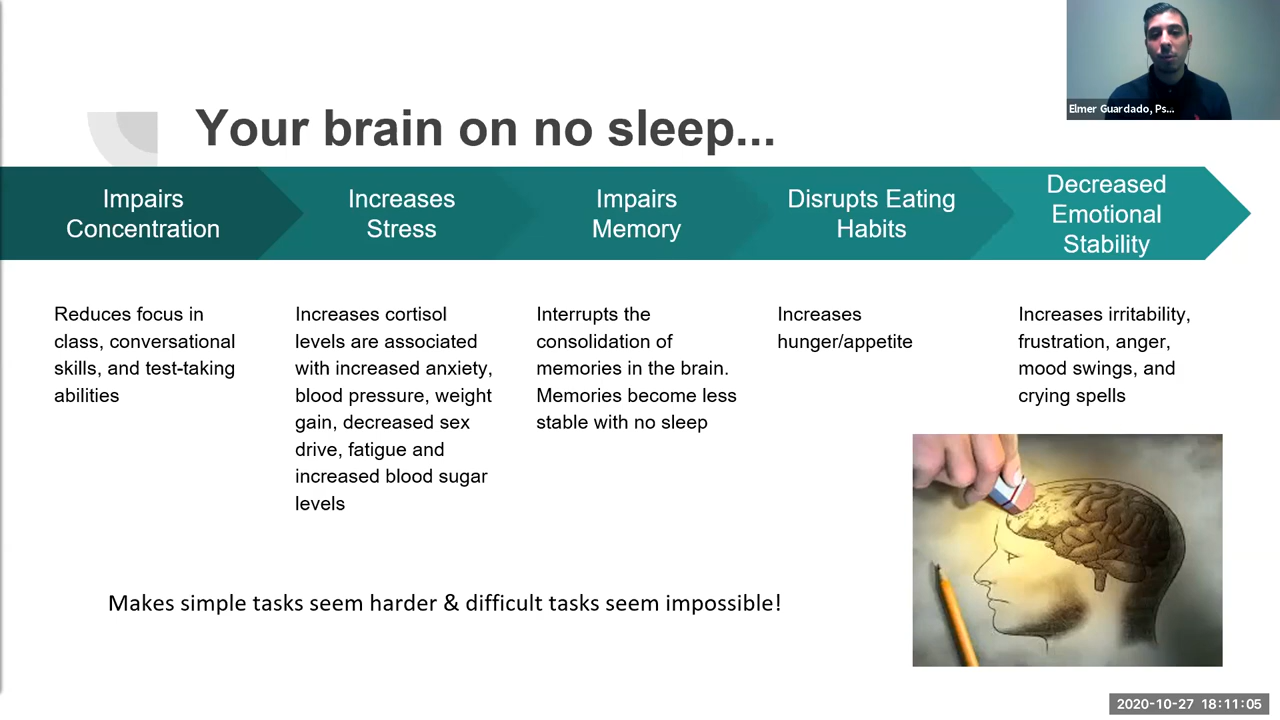 Elmer Guardado, Ps...
Your brain on no sleep...
Impairs
Concentration
Increases
Stress
Impairs
Memory
Disrupts Eating
Habits
Decreased
Emotional
Stability
Reduces focus in
class, conversational
skills, and test-taking
abilities
Increases cortisol
levels are associated
with increased anxiety,
blood pressure, weight
gain, decreased sex
drive, fatigue and
increased blood sugar
levels
Interrupts the
consolidation of
memories in the brain.
Memories become less
stable with no sleep
Increases
hunger/appetite
Increases irritability,
frustration, anger,
mood swings, and
crying spells
Makes simple tasks seem harder & difficult tasks seem impossible!
2020-10-27 18:11:05